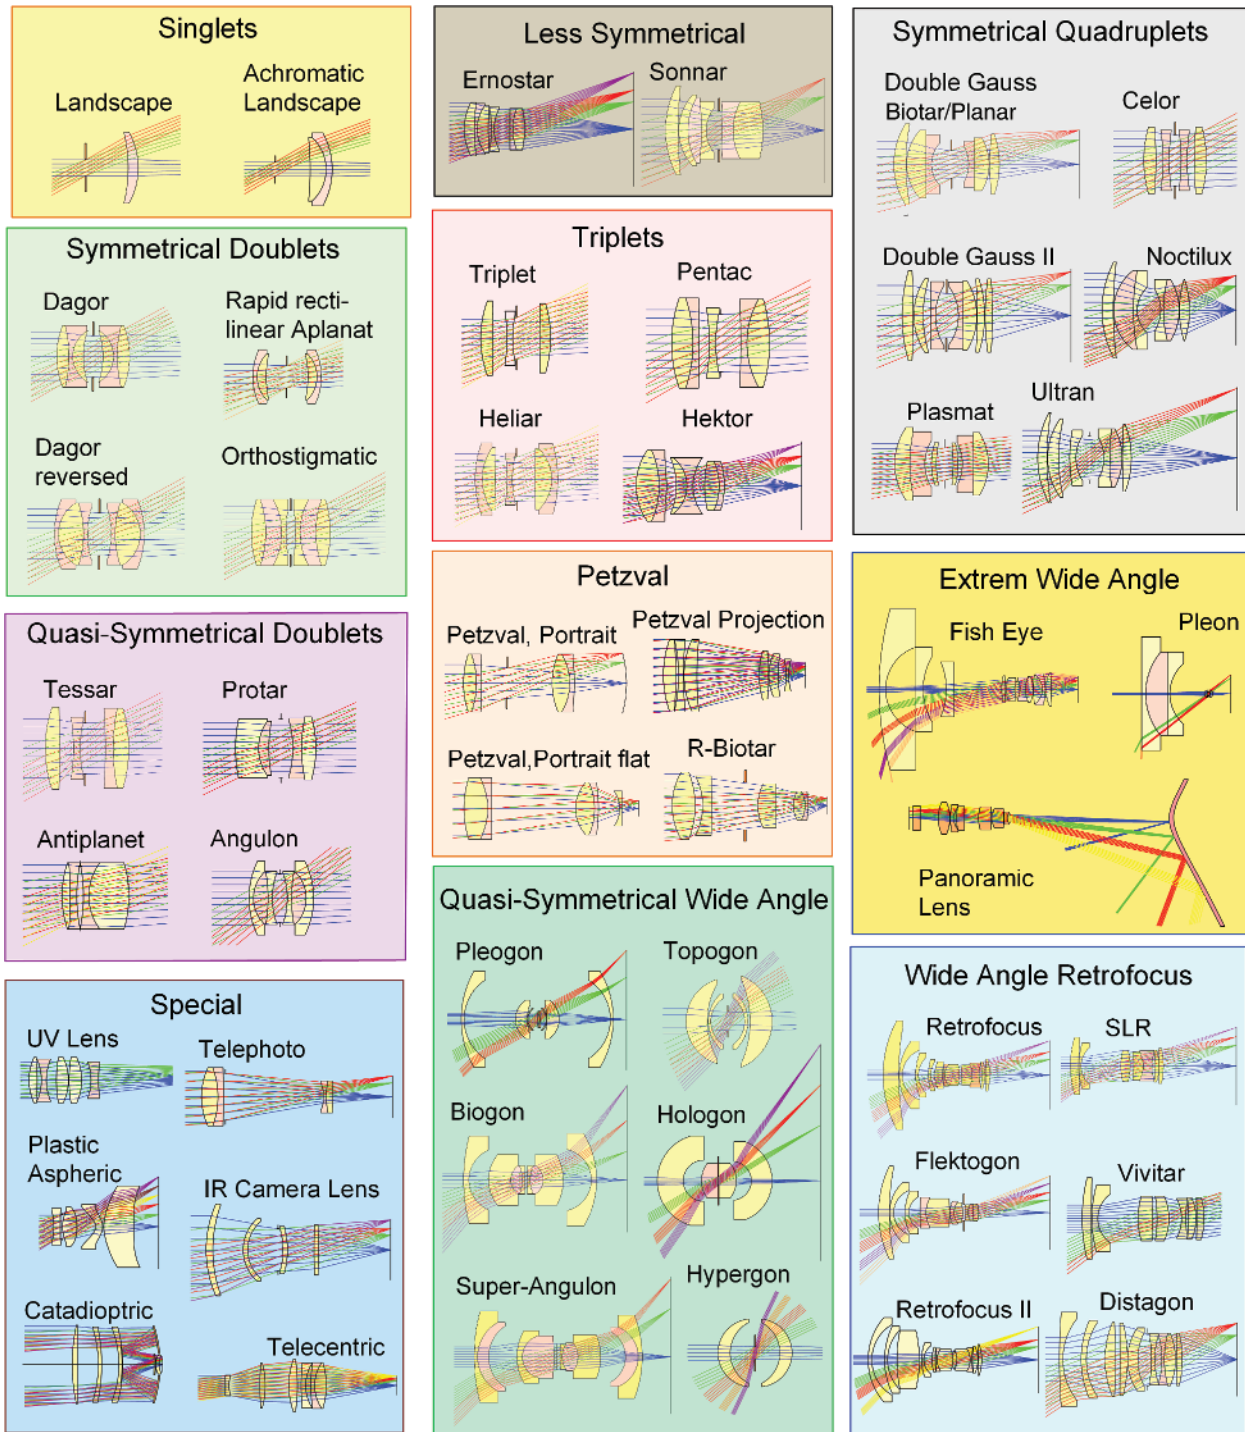 Singlets
Landscape
Achromatic
Landscape
Symmetrical Doublets
Dagor
Rapid recti-
linear Aplanat
Dagor
reversed
Orthostigmatic
Quasi-Symmetrical Doublets
Tessar
Protar
Antiplanet
Angulon
Special
UV Lens
Telephoto
Plastic
Aspheric
IR Camera Lens
Catadioptric
Telecentric
Less Symmetrical
Ernostar
Sonnar
Triplets
Triplet
Pentac
Heliar
Hektor
Petzval
Petzval, Portrait
Petzval Projection
Petzval,Portrait flat
R-Biotar
Quasi-Symmetrical Wide Angle
Pleogon
Topogon
Biogon
Hologon
Super-Angulon
Hypergon
Symmetrical Quadruplets
Double Gauss
Biotar/Planar
Celor
Double Gauss II
Noctilux
Plasmat
Ultran
Extrem Wide Angle
Fish Eye
Pleon
Panoramic
Lens
Wide Angle Retrofocus
Retrofocus
SLR
Flektogon
Vivitar
Retrofocus II
Distagon